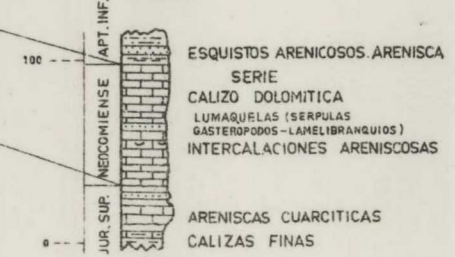 APT. INF.
100
NEOCOMIENSE
JUR. SUP.
0
ESQUISTOS ARENICOSOS. ARENISCA
SERIE
CALIZO DOLOMITICA
LUMAQUELAS (SERPULAS
GASTEROPODOS-LAMELIBRANQUIOS)
INTERCALACIONES ARENISCOSAS
ARENISCAS CUARCITICAS
CALIZAS FINAS